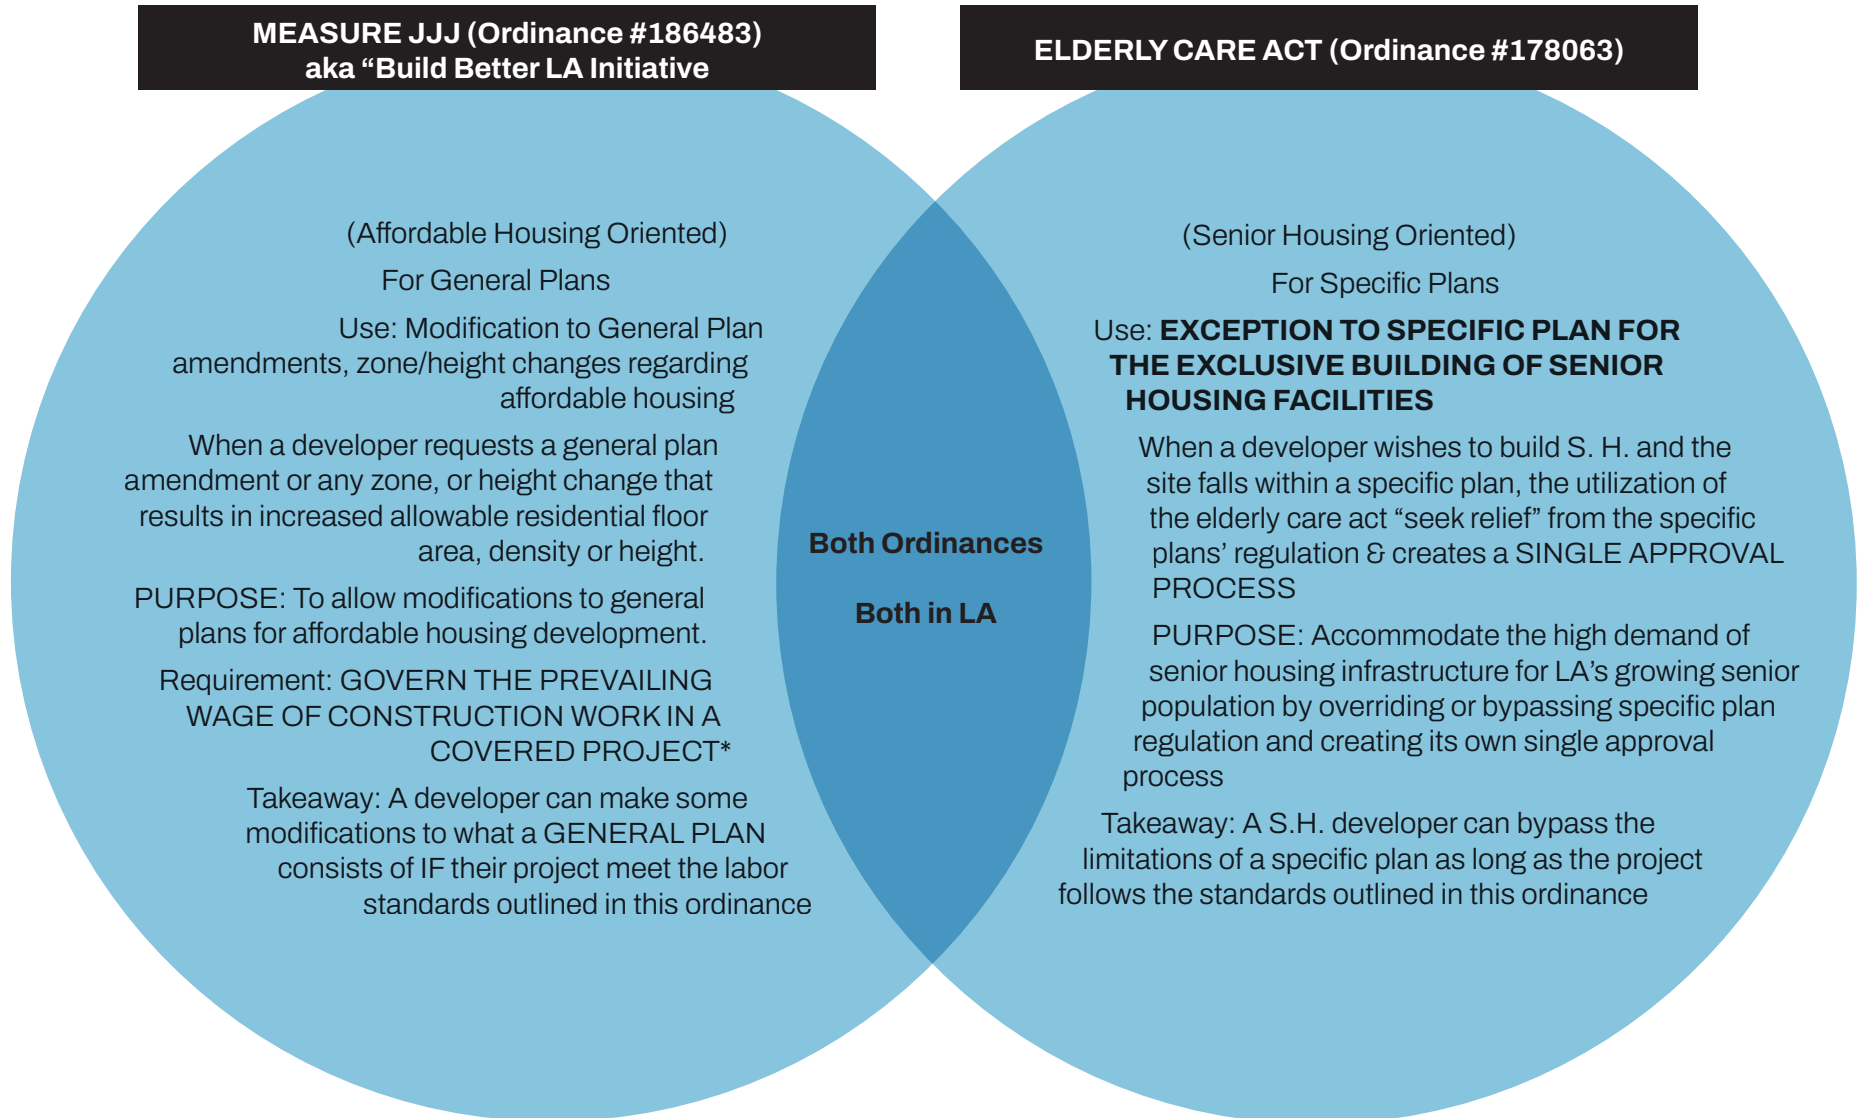 MEASURE JJJ (Ordinance #186483)
aka “Build Better LA Initiative
(Affordable Housing Oriented)
For General Plans
Use: Modification to General Plan
amendments, zone/height changes regarding
affordable housing
When a developer requests a general plan
amendment or any zone, or height change that
results in increased allowable residential floor
area, density or height.
PURPOSE: To allow modifications to general
plans for affordable housing development.
Requirement: GOVERN THE PREVAILING
WAGE OF CONSTRUCTION WORK IN A
COVERED PROJECT*
Takeaway: A developer can make some
modifications to what a GENERAL PLAN
consists of IF their project meet the labor
standards outlined in this ordinance
Both Ordinances
Both in LA
ELDERLY CARE ACT (Ordinance #178063)
(Senior Housing Oriented)
For Specific Plans
Use: EXCEPTION TO SPECIFIC PLAN FOR
THE EXCLUSIVE BUILDING OF SENIOR
HOUSING FACILITIES
When a developer wishes to build S. H. and the
site falls within a specific plan, the utilization of
the elderly care act “seek relief” from the specific
plans’ regulation & creates a SINGLE APPROVAL
PROCESS
PURPOSE: Accommodate the high demand of
senior housing infrastructure for LA’s growing senior
population by overriding or bypassing specific plan
regulation and creating its own single approval
process
Takeaway: A S.H. developer can bypass the
limitations of a specific plan as long as the project
follows the standards outlined in this ordinance